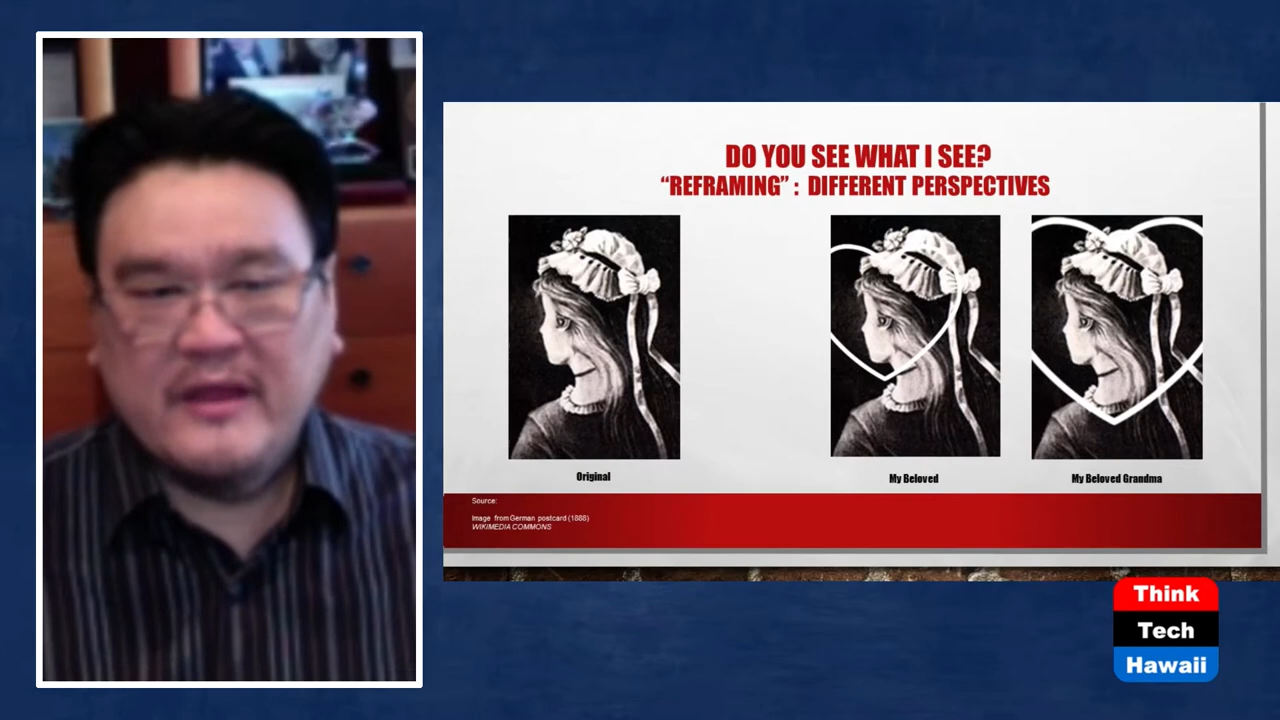 DO YOU SEE WHAT I SEE?
“REFRAMING” : DIFFERENT PERSPECTIVES
Original
My Beloved
My Beloved Grandma
Source:
Image from German postcard (1888)
WIKIMEDIA COMMONS
Think
Tech
Hawaii